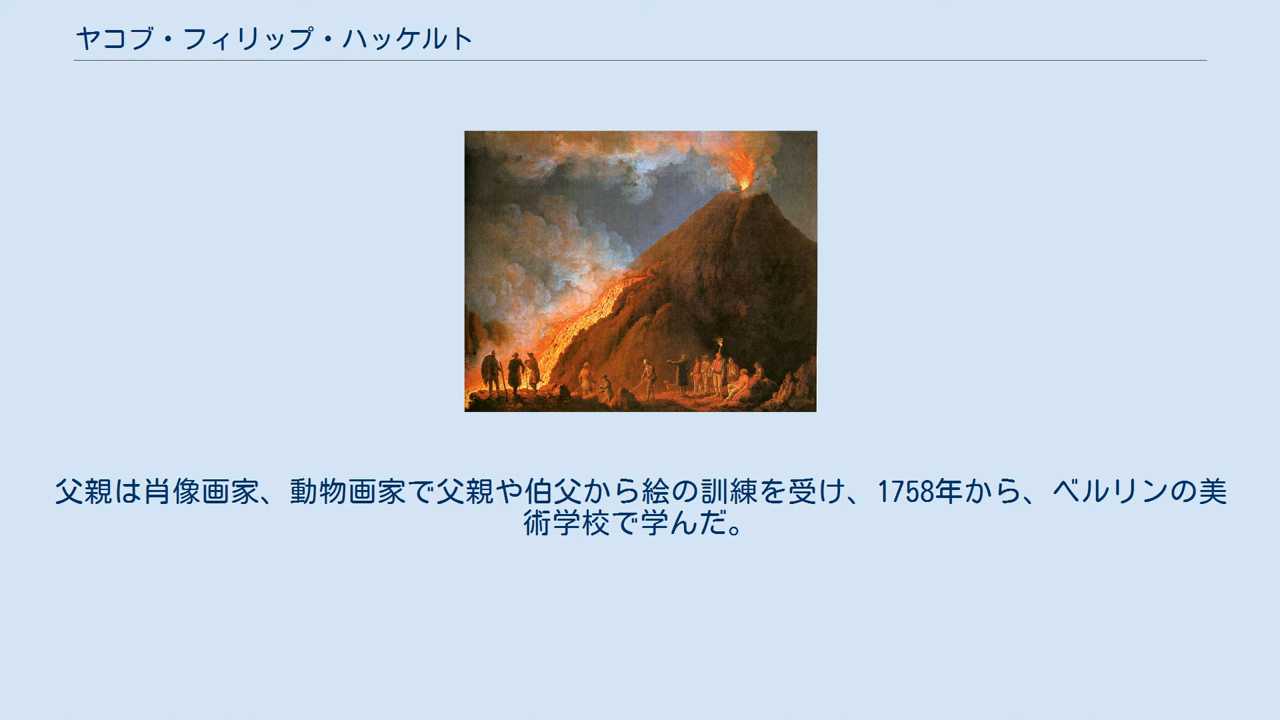 ヤコブ・フィリップ・ハッケルト
父親は肖像画家、動物画家で父親や伯父から絵の訓練を受け、1758年から、ベルリンの美
術学校で学んだ。